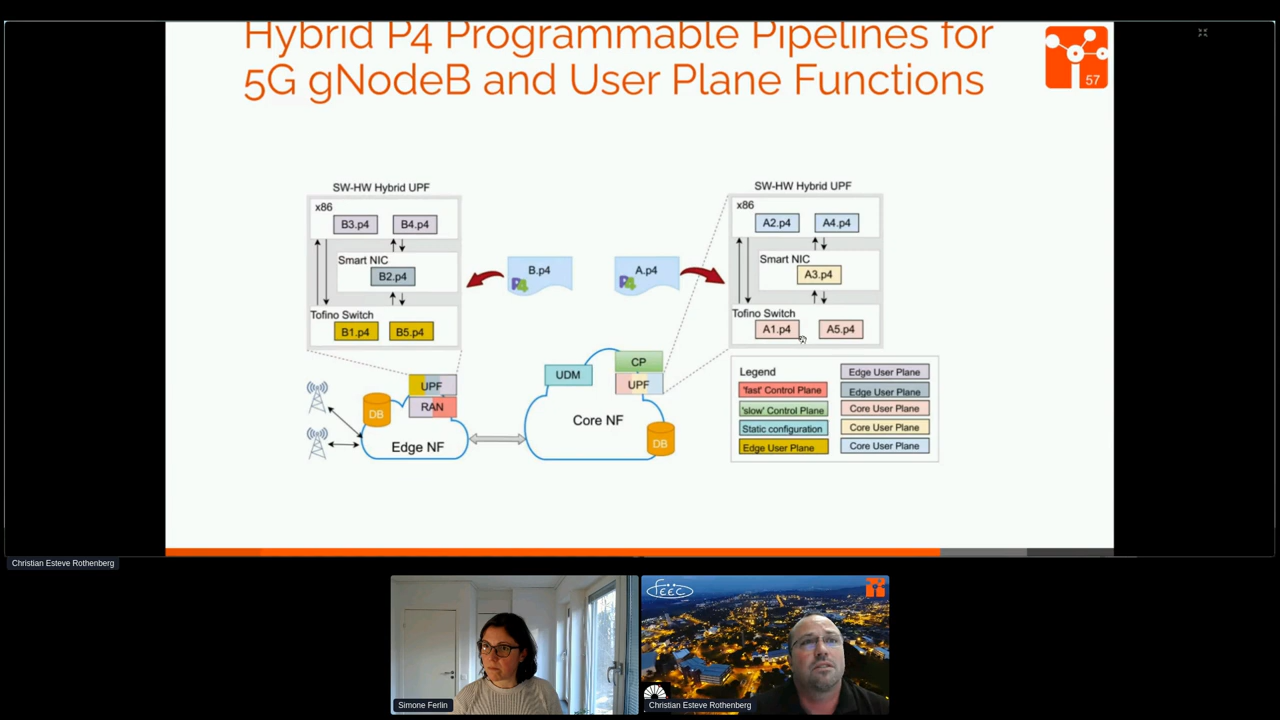 Hybrid P4 Programmable Pipelines for
5G gNodeB and User Plane Functions
57
SW-HW Hybrid UPF
x86
B3.p4
B4.p4
Smart NIC
B2.p4
Tofino Switch
B1.p4
B5.p4
B.p4
P4
A.p4
P4
SW-HW Hybrid UPF
x86
A2.p4
A4.p4
Smart NIC
A3.p4
Tofino Switch
A1.p4
A5.p4
UPF
RAN
DB
Edge NF
UDM
CP
UPF
Core NF
DB
Legend
'fast' Control Plane
'slow' Control Plane
Static configuration
Edge User Plane
Edge User Plane
Edge User Plane
Core User Plane
Core User Plane
Core User Plane
Christian Esteve Rothenberg
Simone Ferlin
feec
Christian Esteve Rothenberg